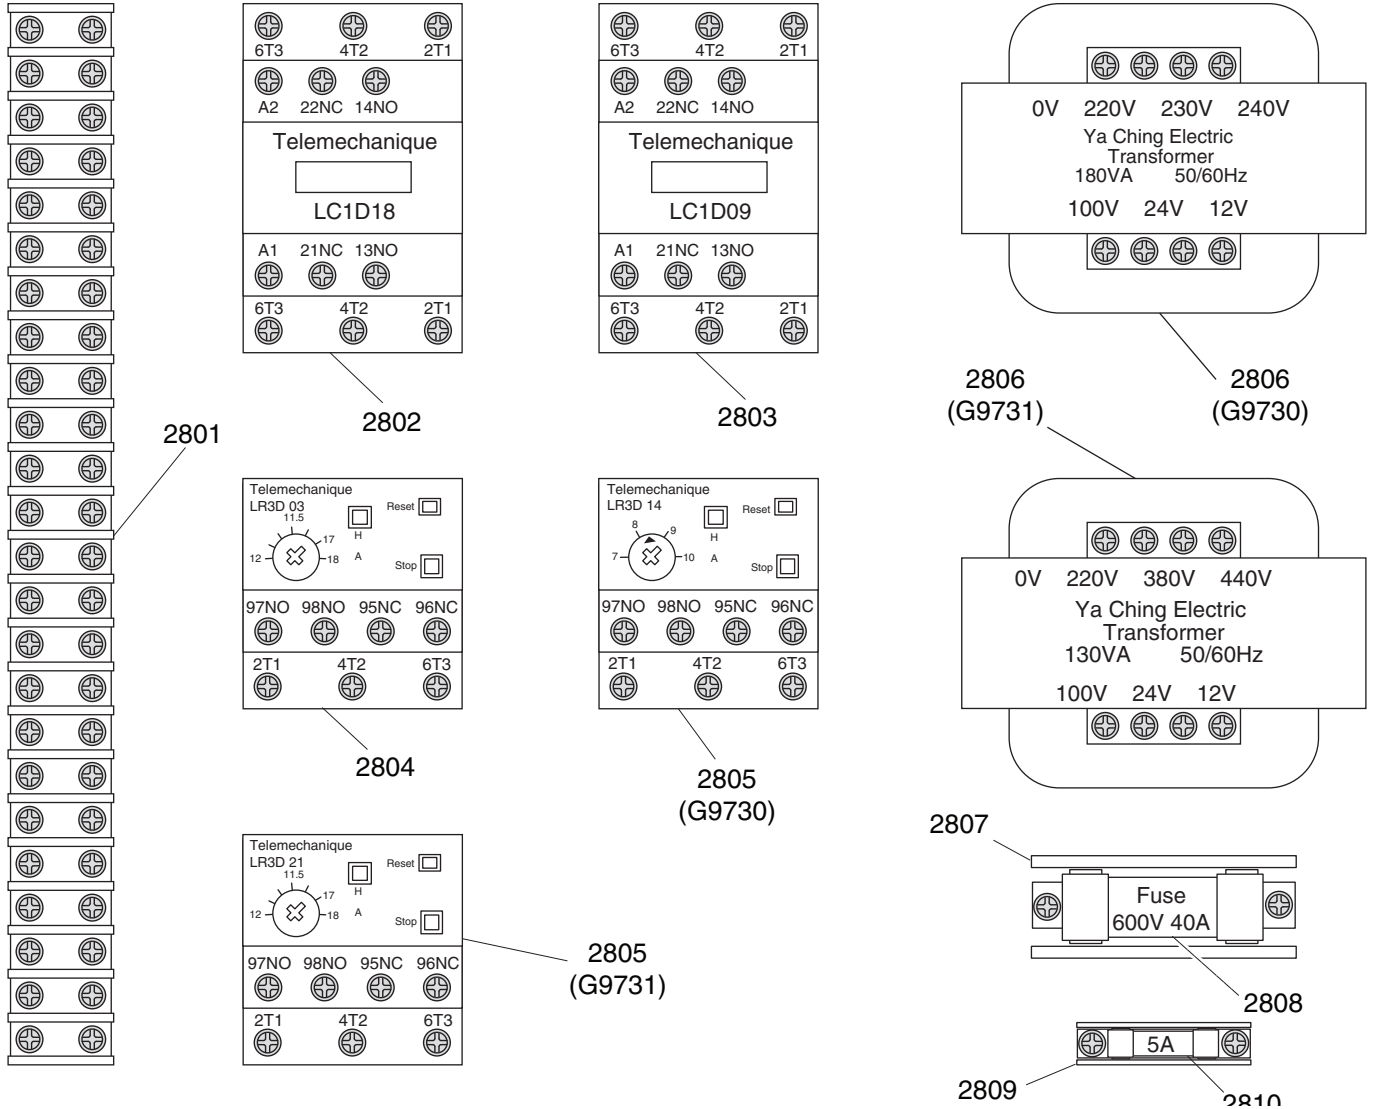 6T3 4T2 2T1
A2 22NC 14NO
Telemechanique
LC1D18
A1 21NC 13NO
6T3 4T2 2T1
2802
6T3 4T2 2T1
A2 22NC 14NO
Telemechanique
LC1D09
A1 21NC 13NO
6T3 4T2 2T1
2803
0V 220V 230V 240V
Ya Ching Electric
Transformer
180VA 50/60Hz
100V 24V 12V
2806
(G9731)
2806
(G9730)
2801
Telemechanique
LR3D 03
11.5
12
17
18
H
A
Reset
Stop
97NO 98NO 95NC 96NC
2T1 4T2 6T3
2804
Telemechanique
LR3D 14
7
8
9
10
H
A
Reset
Stop
97NO 98NO 95NC 96NC
2T1 4T2 6T3
2805
(G9730)
0V 220V 380V 440V
Ya Ching Electric
Transformer
130VA 50/60Hz
100V 24V 12V
Telemechanique
LR3D 21
11.5
12
17
18
H
A
Reset
Stop
97NO 98NO 95NC 96NC
2T1 4T2 6T3
2805
(G9731)
2807
Fuse
600V 40A
2808
5A
2809
2810